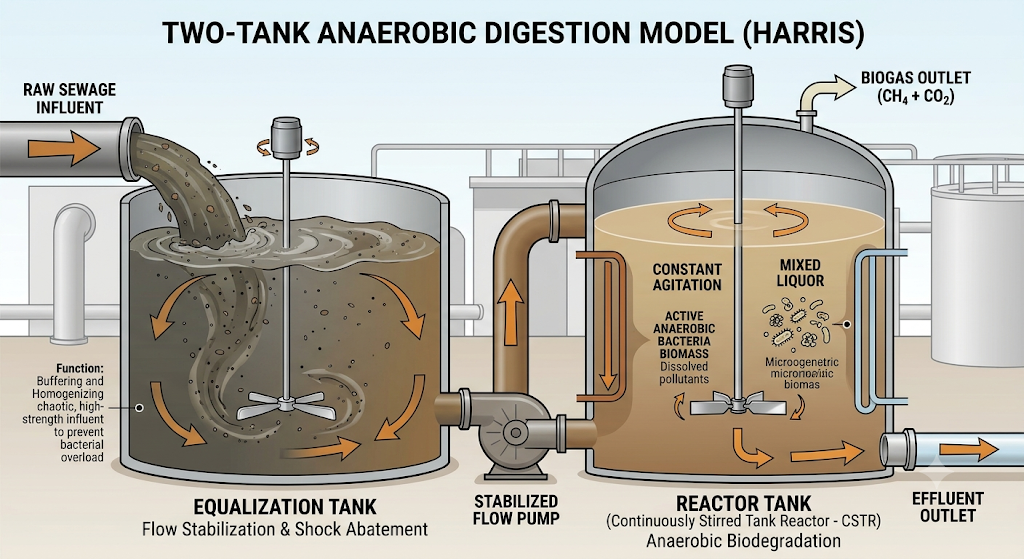 TWO-TANK ANAEROBIC DIGESTION MODEL (HARRIS)
RAW SEWAGE
INFLUENT
BIOGAS OUTLET
(CH₄ + CO₂)
CONSTANT
AGITATION
MIXED
LIQUOR
ACTIVE
ANAEROBIC
BACTERIA
BIOMASS
Dissolved
pollutants
Microogenetric
biomas
Function:
Buffering and
Homogenizing
chaotic, high-
strength influent
to prevent
bacterial
overload
EQUALIZATION TANK
Flow Stabilization & Shock Abatement
STABILIZED
FLOW PUMP
REACTOR TANK
(Continuously Stirred Tank Reactor - CSTR)
Anaerobic Biodegradation
EFFLUENT
OUTLET